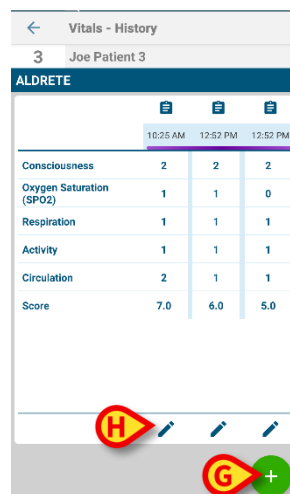 Vitals - History
3 Joe Patient 3
ALDRETE
10:25 AM 12:52 PM 12:52 PM
Consciousness 2 2 2
Oxygen Saturation
(SPO2) 1 1 0
Respiration 1 1 1
Activity 1 1 1
Circulation 2 1 1
Score 7.0 6.0 5.0
H
G +